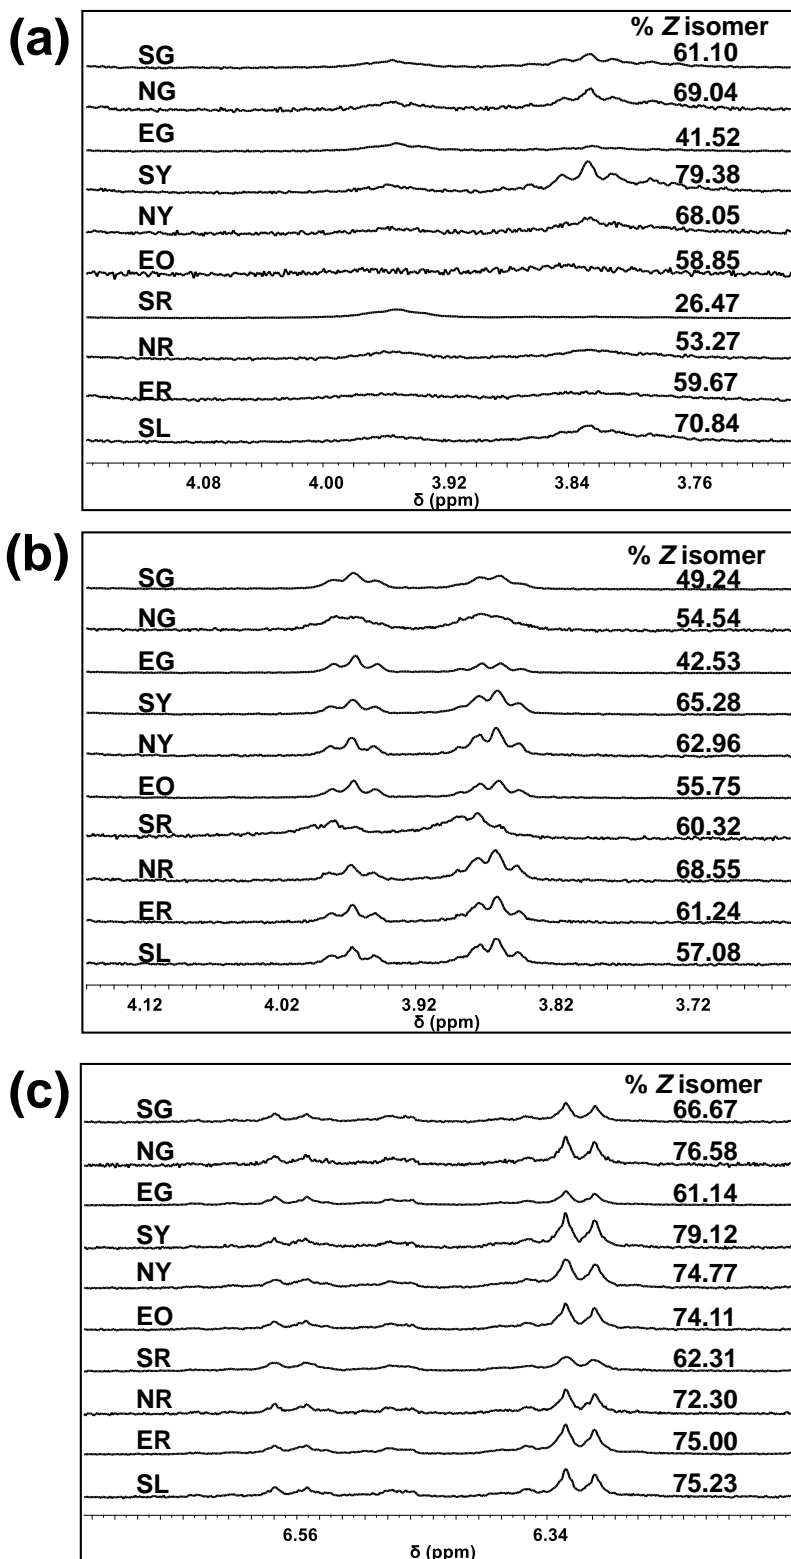 (a)
% Z isomer
SG 61.10
NG 69.04
EG 41.52
SY 79.38
NY 68.05
EO 58.85
SR 26.47
NR 53.27
ER 59.67
SL 70.84
4.08 4.00 3.92 3.84 3.76
δ (ppm)
(b)
% Z isomer
SG 49.24
NG 54.54
EG 42.53
SY 65.28
NY 62.96
EO 55.75
SR 60.32
NR 68.55
ER 61.24
SL 57.08
4.12 4.02 3.92 3.82 3.72
δ (ppm)
(c)
% Z isomer
SG 66.67
NG 76.58
EG 61.14
SY 79.12
NY 74.77
EO 74.11
SR 62.31
NR 72.30
ER 75.00
SL 75.23
6.56 6.34
δ (ppm)